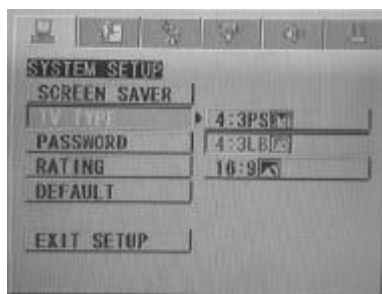 SYSTEM SETUP
SCREEN SAVER
TV TYPE
4:3PS
PASSWORD
4:3LB
RATING
16:9
DEFAULT
EXIT SETUP